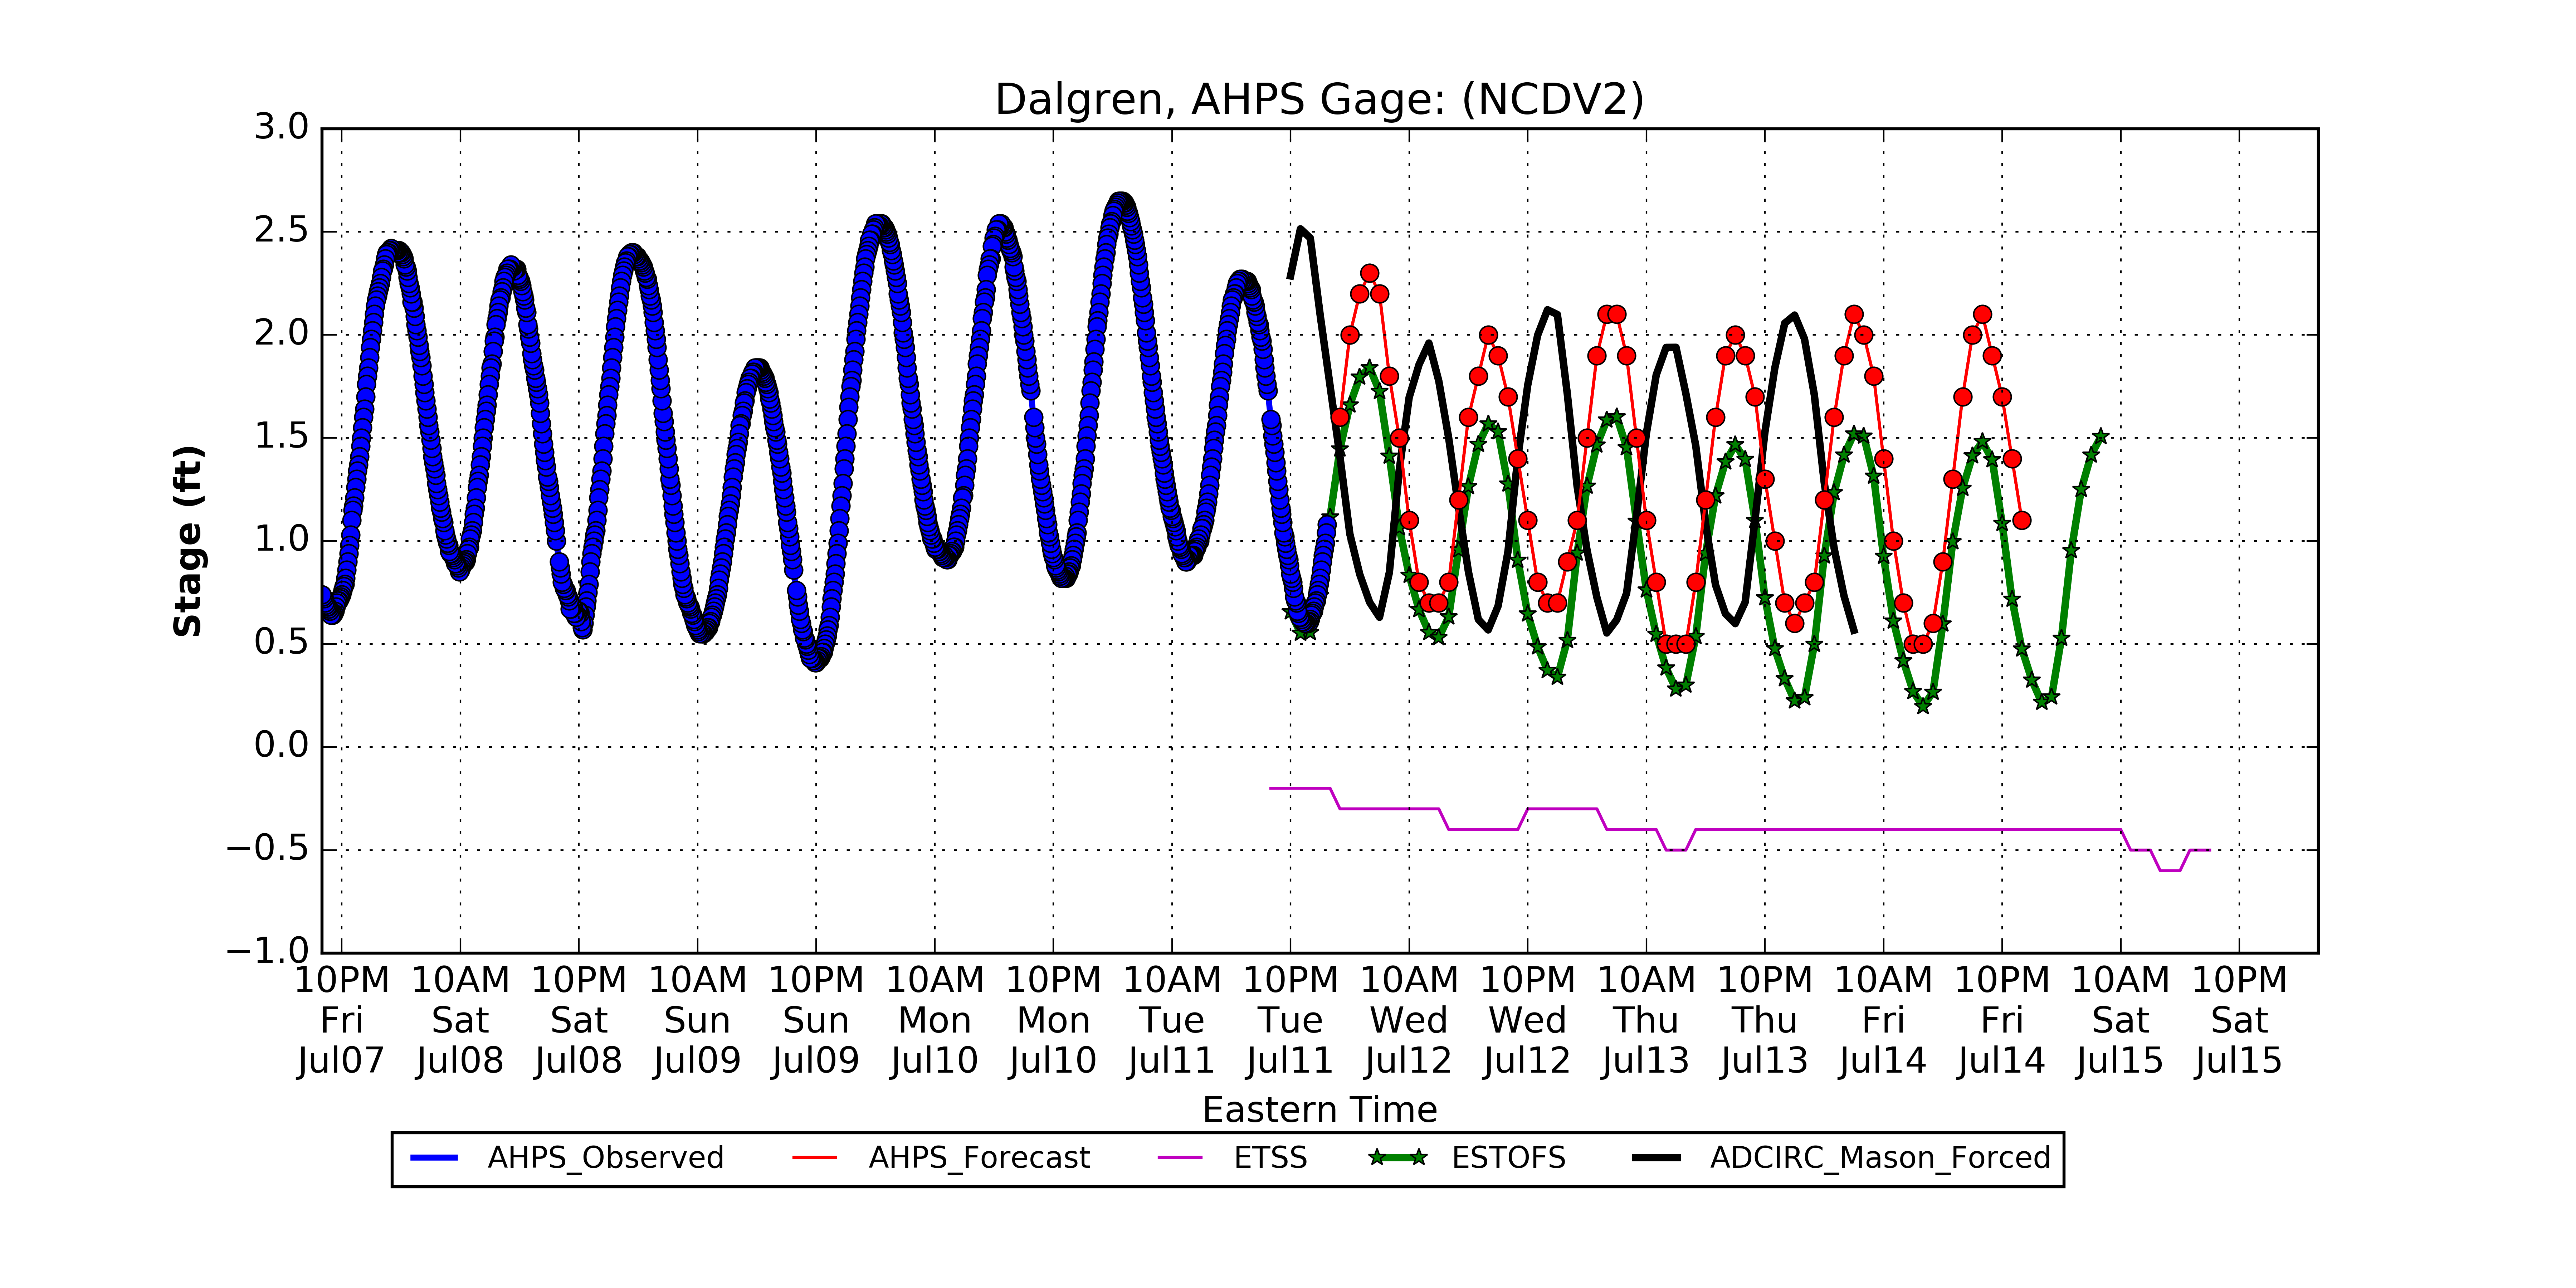 Dalgren, AHPS Gage: (NCDV2)
3.0
2.5
2.0
1.5
1.0
0.5
0.0
−0.5
−1.0
Stage (ft)
10PM 10AM 10PM 10AM 10PM 10AM 10PM 10AM 10PM 10AM 10PM 10AM 10PM 10AM 10PM 10AM 10PM
Fri Sat Sat Sun Sun Mon Mon Tue Tue Wed Wed Thu Thu Fri Fri Sat Sat
Jul07 Jul08 Jul08 Jul09 Jul09 Jul10 Jul10 Jul11 Jul11 Jul12 Jul12 Jul13 Jul13 Jul14 Jul14 Jul15 Jul15
Eastern Time
AHPS_Observed AHPS_Forecast ETSS ESTOFS ADCIRC_Mason_Forced